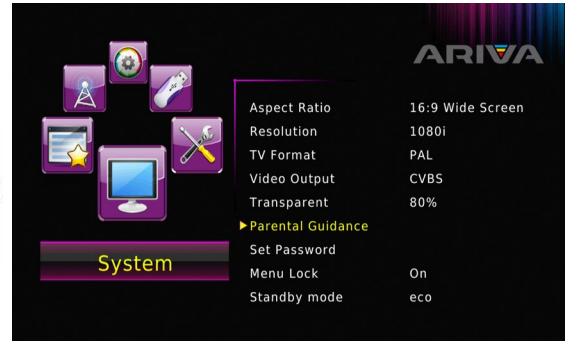 ARIVA
Aspect Ratio 16:9 Wide Screen
Resolution 1080i
TV Format PAL
Video Output CVBS
Transparent 80%
Parental Guidance
Set Password
Menu Lock On
Standby mode eco
System